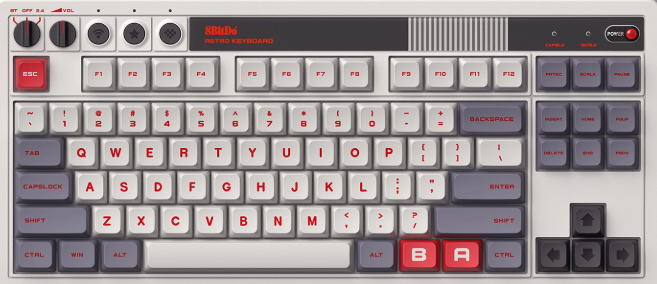 BT OFF 2.4 VOL
8BitDo
RETRO KEYBOARD
CAPSLK SCRLK POWER
ESC F1 F2 F3 F4 F5 F6 F7 F8 F9 F10 F11 F12 PRTSC SCRLK PAUSE
~ ! @ # $ % ^ & * ( ) - +
\ 1 2 3 4 5 6 7 8 9 0 - = BACKSPACE INSERT HOME PGUP
TAB Q W E R T Y U I O P { [ } ] | \ DELETE END PGDN
CAPSLOCK A S D F G H J K L : ; " , ENTER
SHIFT Z X C V B N M < , > . ? / SHIFT
CTRL WIN ALT ALT B A CTRL